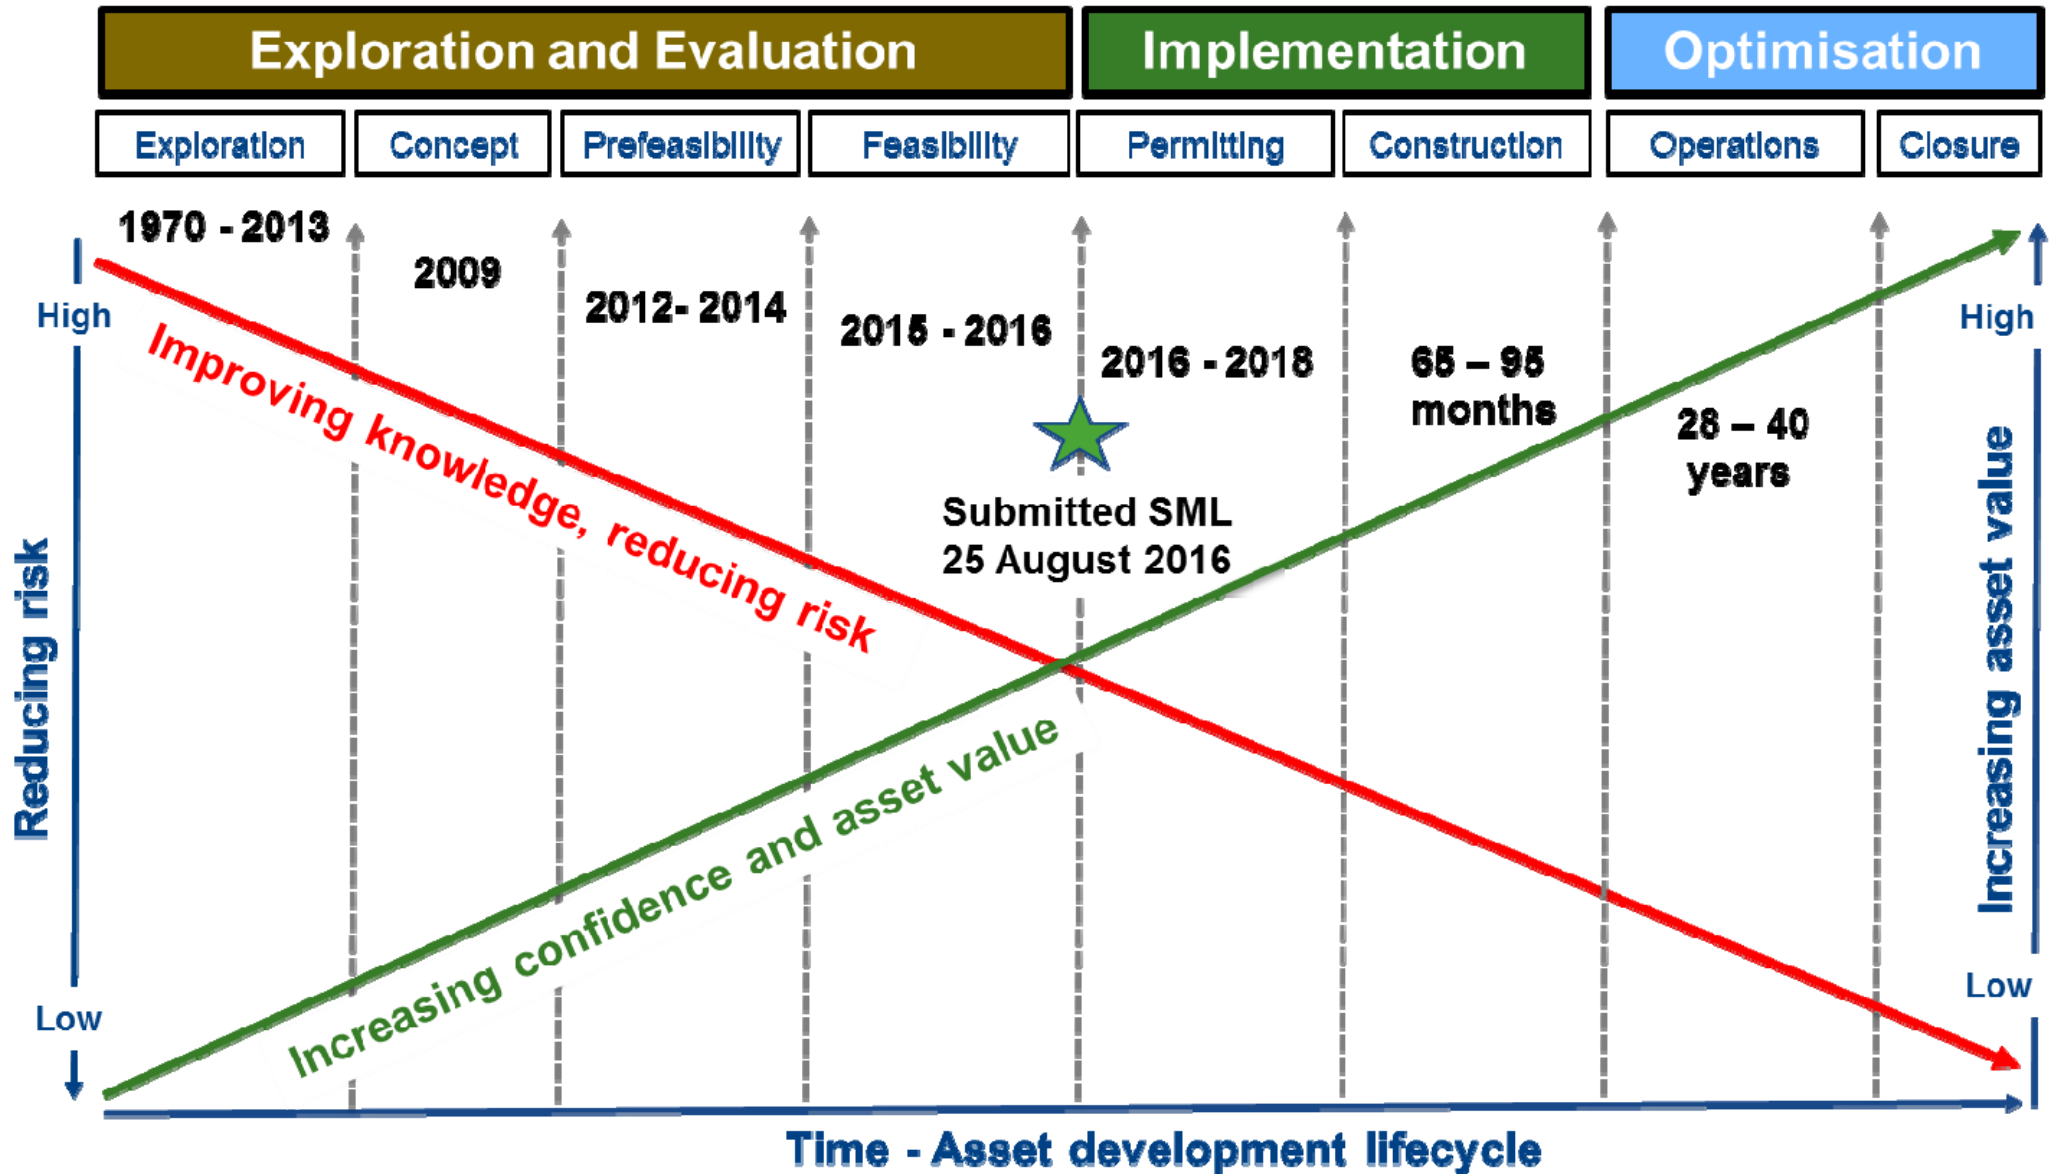 Exploration and Evaluation
Implementation
Optimisation
Exploration
Concept
Prefeasibility
Feasibility
Permitting
Construction
Operations
Closure
1970 - 2013
2009
2012- 2014
2015 - 2016
2016 - 2018
65 – 95
months
28 – 40
years
Submitted SML
25 August 2016
High
Reducing risk
Low
Improving knowledge, reducing risk
Increasing confidence and asset value
High
Increasing asset value
Low
Time - Asset development lifecycle